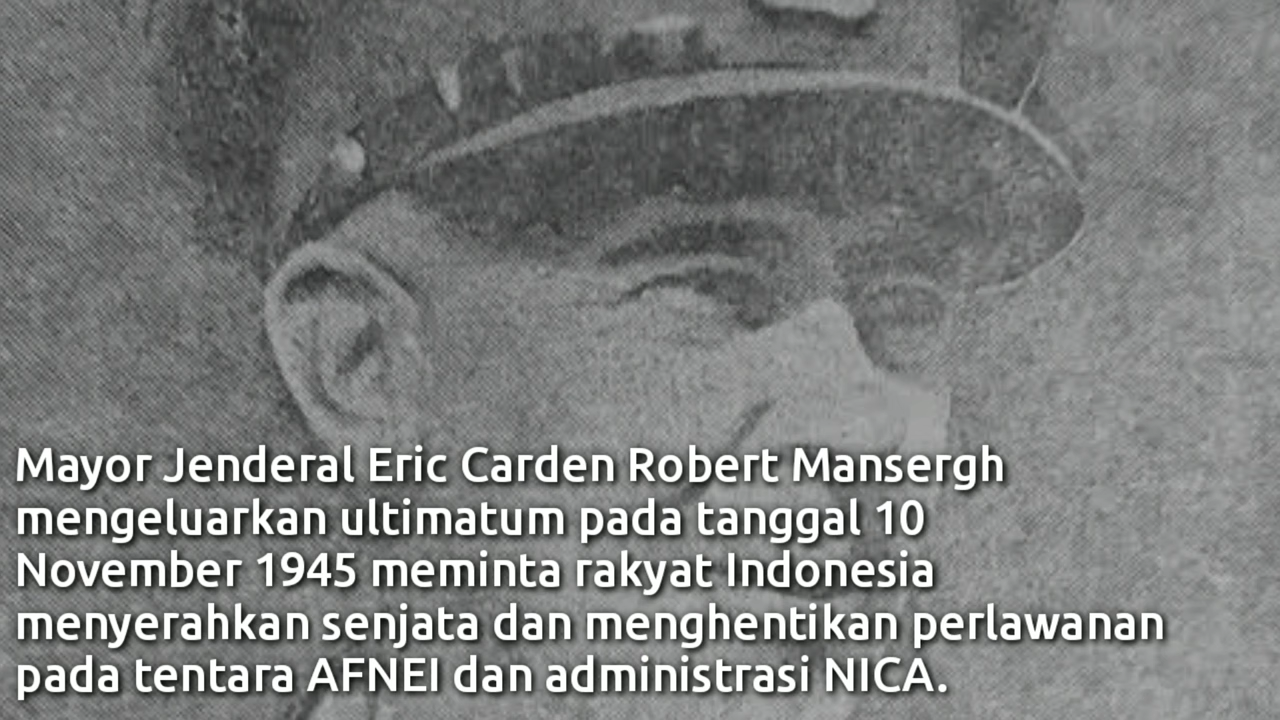 Mayor Jenderal Eric Carden Robert Mansergh
mengeluarkan ultimatum pada tanggal 10
November 1945 meminta rakyat Indonesia
menyerahkan senjata dan menghentikan perlawanan
pada tentara AFNEI dan administrasi NICA.